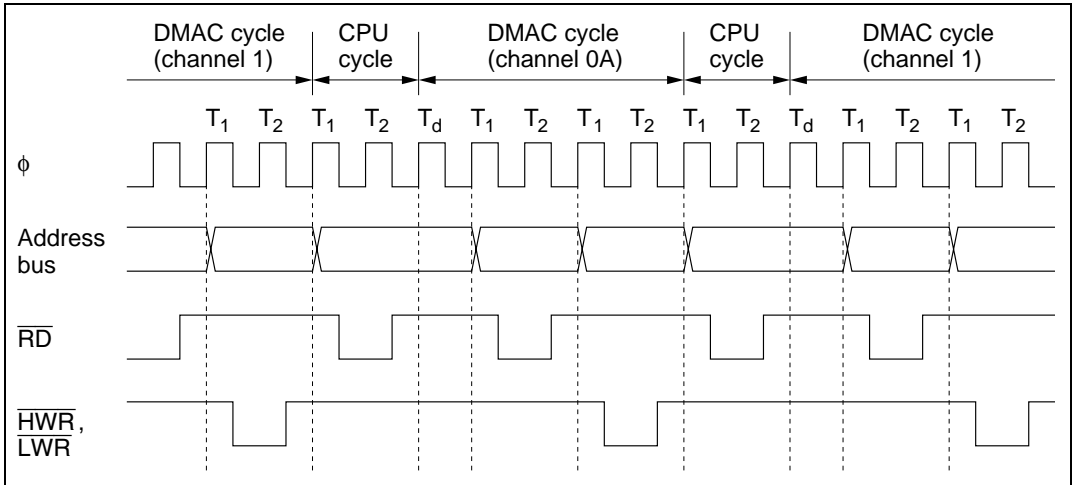 DMAC cycle (channel 1) CPU cycle DMAC cycle (channel 0A) CPU cycle DMAC cycle (channel 1)
T1 T2 T1 T2 Td T1 T2 T1 T2 T1 T2 Td T1 T2 T1 T2
ϕ
Address
bus
RD
HWR,
LWR